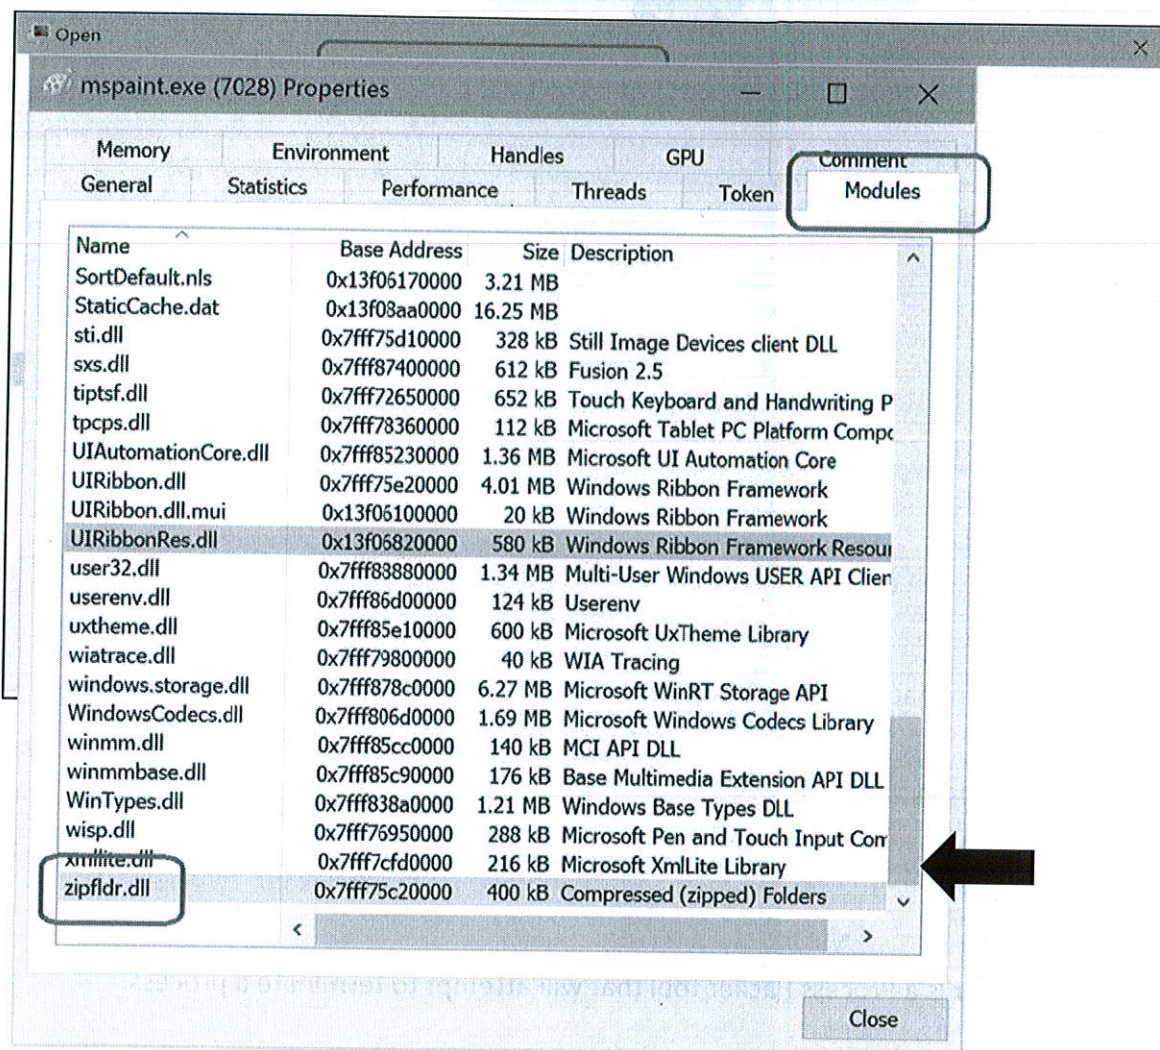 Open
mspaint.exe (7028) Properties
Memory Environment Handles GPU Comment
General Statistics Performance Threads Token Modules
Name Base Address Size Description
SortDefault.nls 0x13f06170000 3.21 MB
StaticCache.dat 0x13f08aa0000 16.25 MB
sti.dll 0x7fff75d10000 328 kB Still Image Devices client DLL
sxs.dll 0x7fff87400000 612 kB Fusion 2.5
tiptsf.dll 0x7fff72650000 652 kB Touch Keyboard and Handwriting P
tpcps.dll 0x7fff78360000 112 kB Microsoft Tablet PC Platform Compo
UIAutomationCore.dll 0x7fff85230000 1.36 MB Microsoft UI Automation Core
UIRibbon.dll 0x7fff75e20000 4.01 MB Windows Ribbon Framework
UIRibbon.dll.mui 0x13f06100000 20 kB Windows Ribbon Framework
UIRibbonRes.dll 0x13f06820000 580 kB Windows Ribbon Framework Resour
user32.dll 0x7fff88880000 1.34 MB Multi-User Windows USER API Clien
userenv.dll 0x7fff86d00000 124 kB Userenv
uxtheme.dll 0x7fff85e10000 600 kB Microsoft UxTheme Library
wiatrace.dll 0x7fff79800000 40 kB WIA Tracing
windows.storage.dll 0x7fff878c0000 6.27 MB Microsoft WinRT Storage API
WindowsCodecs.dll 0x7fff806d0000 1.69 MB Microsoft Windows Codecs Library
winmm.dll 0x7fff85cc0000 140 kB MCI API DLL
winmmbase.dll 0x7fff85c90000 176 kB Base Multimedia Extension API DLL
WinTypes.dll 0x7fff838a0000 1.21 MB Windows Base Types DLL
wisp.dll 0x7fff76950000 288 kB Microsoft Pen and Touch Input Com
xmllite.dll 0x7fff7cfd0000 216 kB Microsoft XmlLite Library
zipfldr.dll 0x7fff75c20000 400 kB Compressed (zipped) Folders
Close